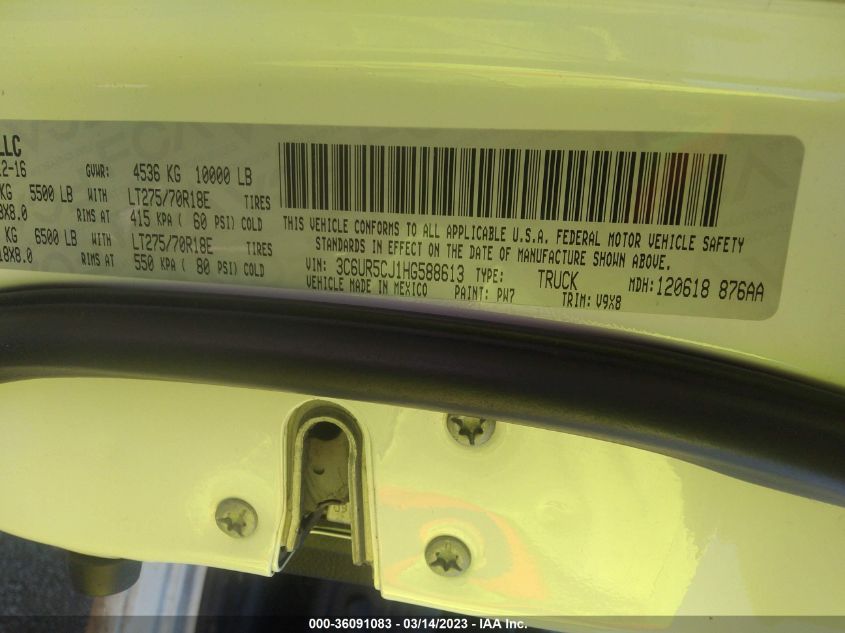 LLC
2-16 GVWR: 4536 KG 10000 LB
KG 5500 LB WITH LT275/70R18E TIRES
8X8.0 RIMS AT 415 KPA ( 60 PSI) COLD
KG 6500 LB WITH LT275/70R18E TIRES
18X8.0 RIMS AT 550 KPA ( 80 PSI) COLD
THIS VEHICLE CONFORMS TO ALL APPLICABLE U.S.A. FEDERAL MOTOR VEHICLE SAFETY
STANDARDS IN EFFECT ON THE DATE OF MANUFACTURE SHOWN ABOVE.
VIN: 3C6UR5CJ1HG588613 TYPE: TRUCK MDH: 120618 876AA
VEHICLE MADE IN MEXICO PAINT: PW7 TRIM: V9X8
000-36091083 - 03/14/2023 - IAA Inc.